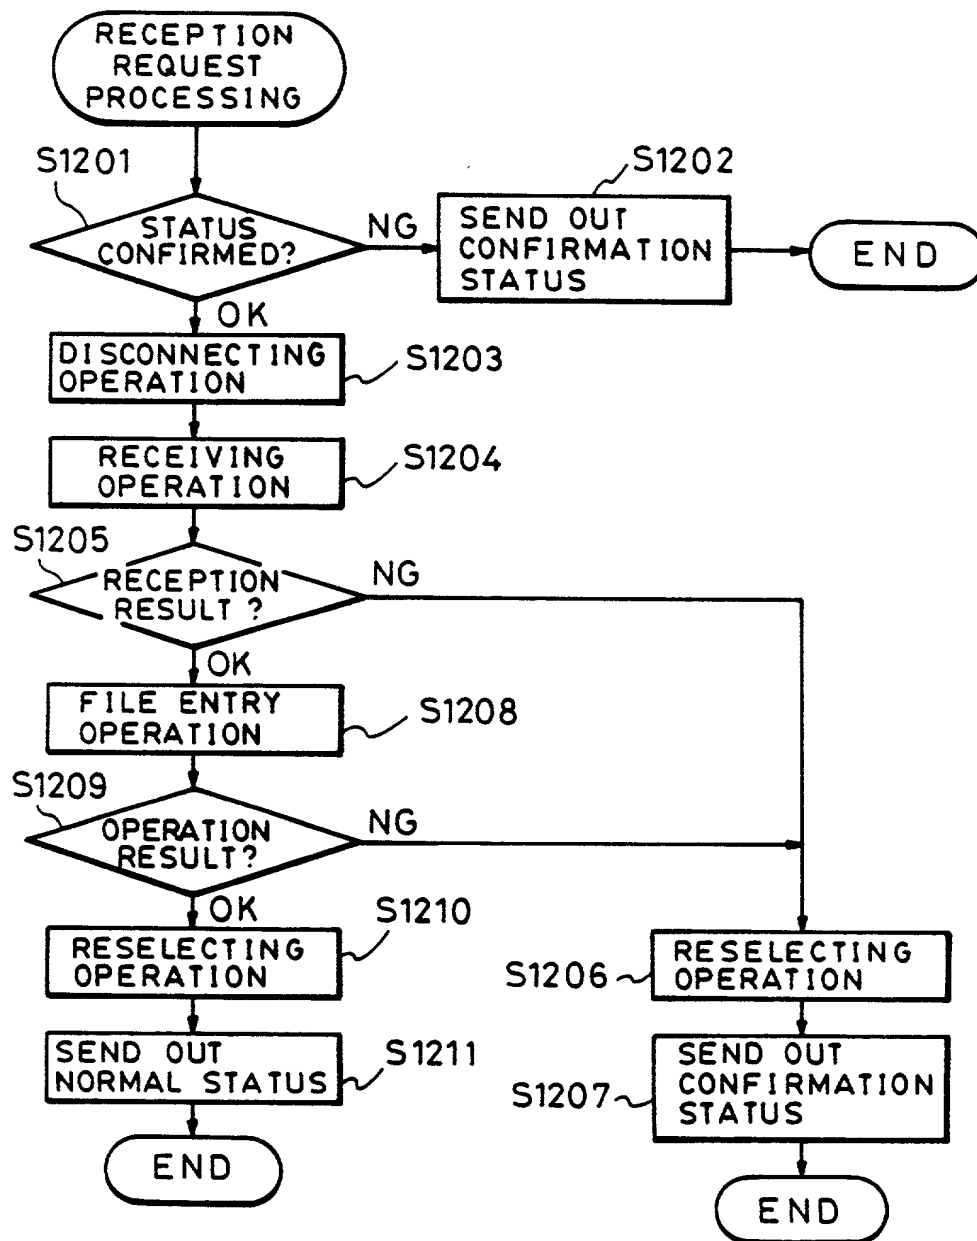 RECEPTION
REQUEST
PROCESSING
S1201
STATUS
CONFIRMED?
NG
S1202
SEND OUT
CONFIRMATION
STATUS
END
OK
DISCONNECTING
OPERATION
S1203
RECEIVING
OPERATION
S1204
S1205
RECEPTION
RESULT ?
NG
OK
FILE ENTRY
OPERATION
S1208
S1209
OPERATION
RESULT?
NG
OK
S1210
RESELECTING
OPERATION
SEND OUT
NORMAL STATUS
S1211
END
RESELECTING
OPERATION
S1206
SEND OUT
CONFIRMATION
STATUS
S1207
END